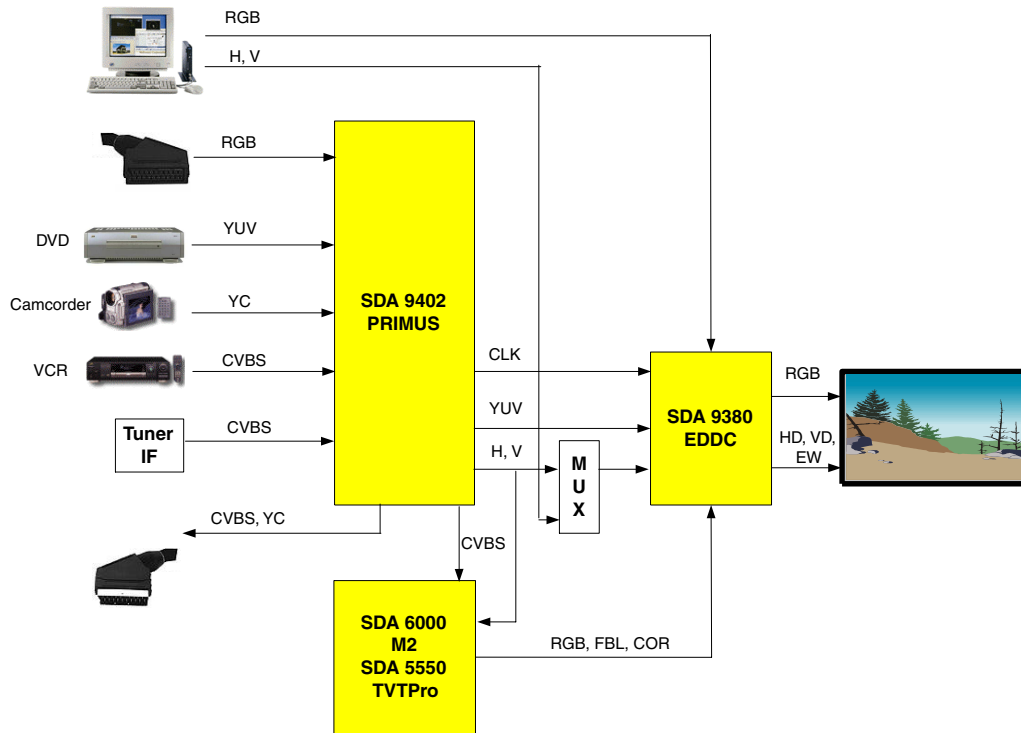 RGB
H, V
RGB
DVD
YUV
Camcorder
YC
VCR
CVBS
Tuner
IF
CVBS
SDA 9402
PRIMUS
CLK
YUV
H, V
M
U
X
SDA 9380
EDDC
RGB
HD, VD,
EW
CVBS, YC
CVBS
SDA 6000
M2
SDA 5550
TVTPro
RGB, FBL, COR